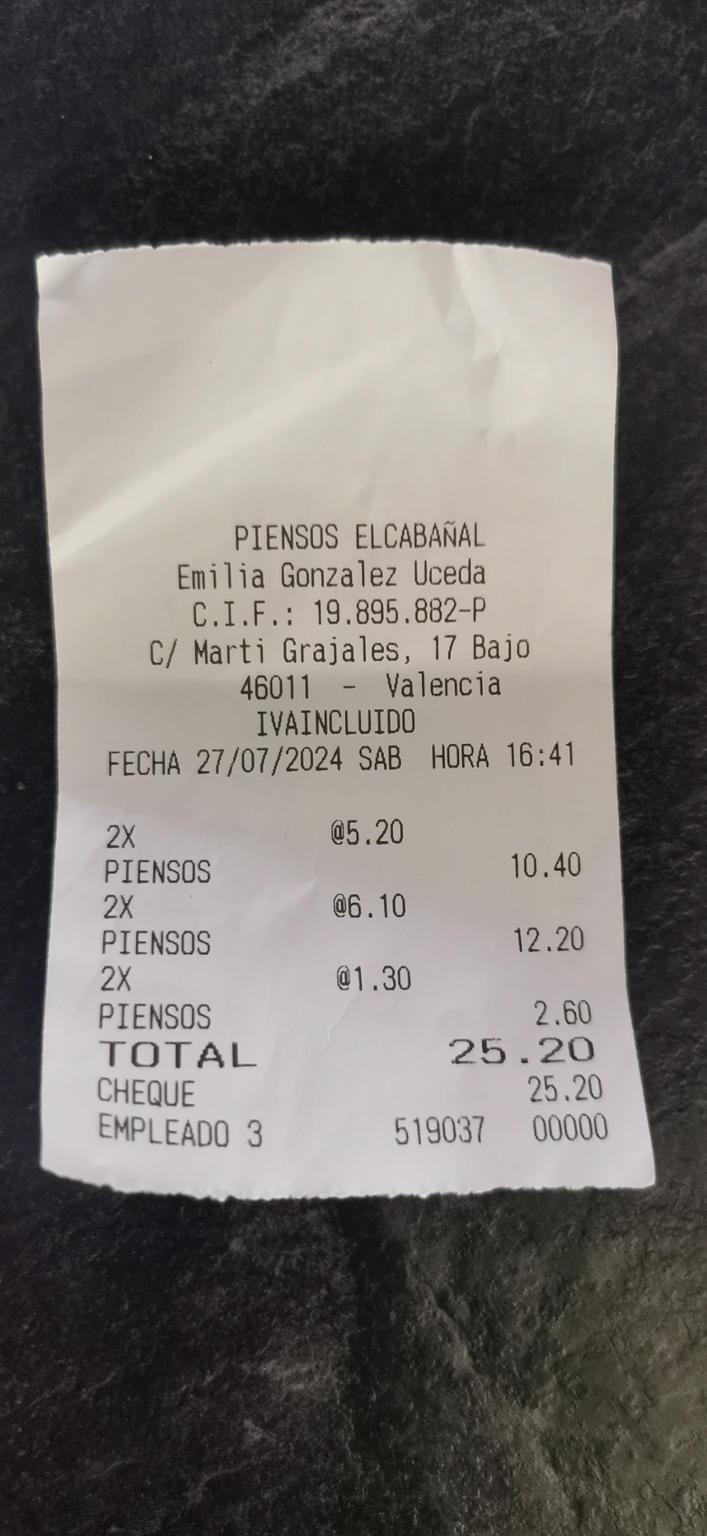 PIENSOS ELCABAÑAL
Emilia Gonzalez Uceda
C.I.F.: 19.895.882-P
C/ Marti Grajales, 17 Bajo
46011 - Valencia
IVAINCLUIDO
FECHA 27/07/2024 SAB HORA 16:41
2X @5.20
PIENSOS 10.40
2X @6.10
PIENSOS 12.20
2X @1.30
PIENSOS 2.60
TOTAL 25.20
CHEQUE 25.20
EMPLEADO 3 519037 00000